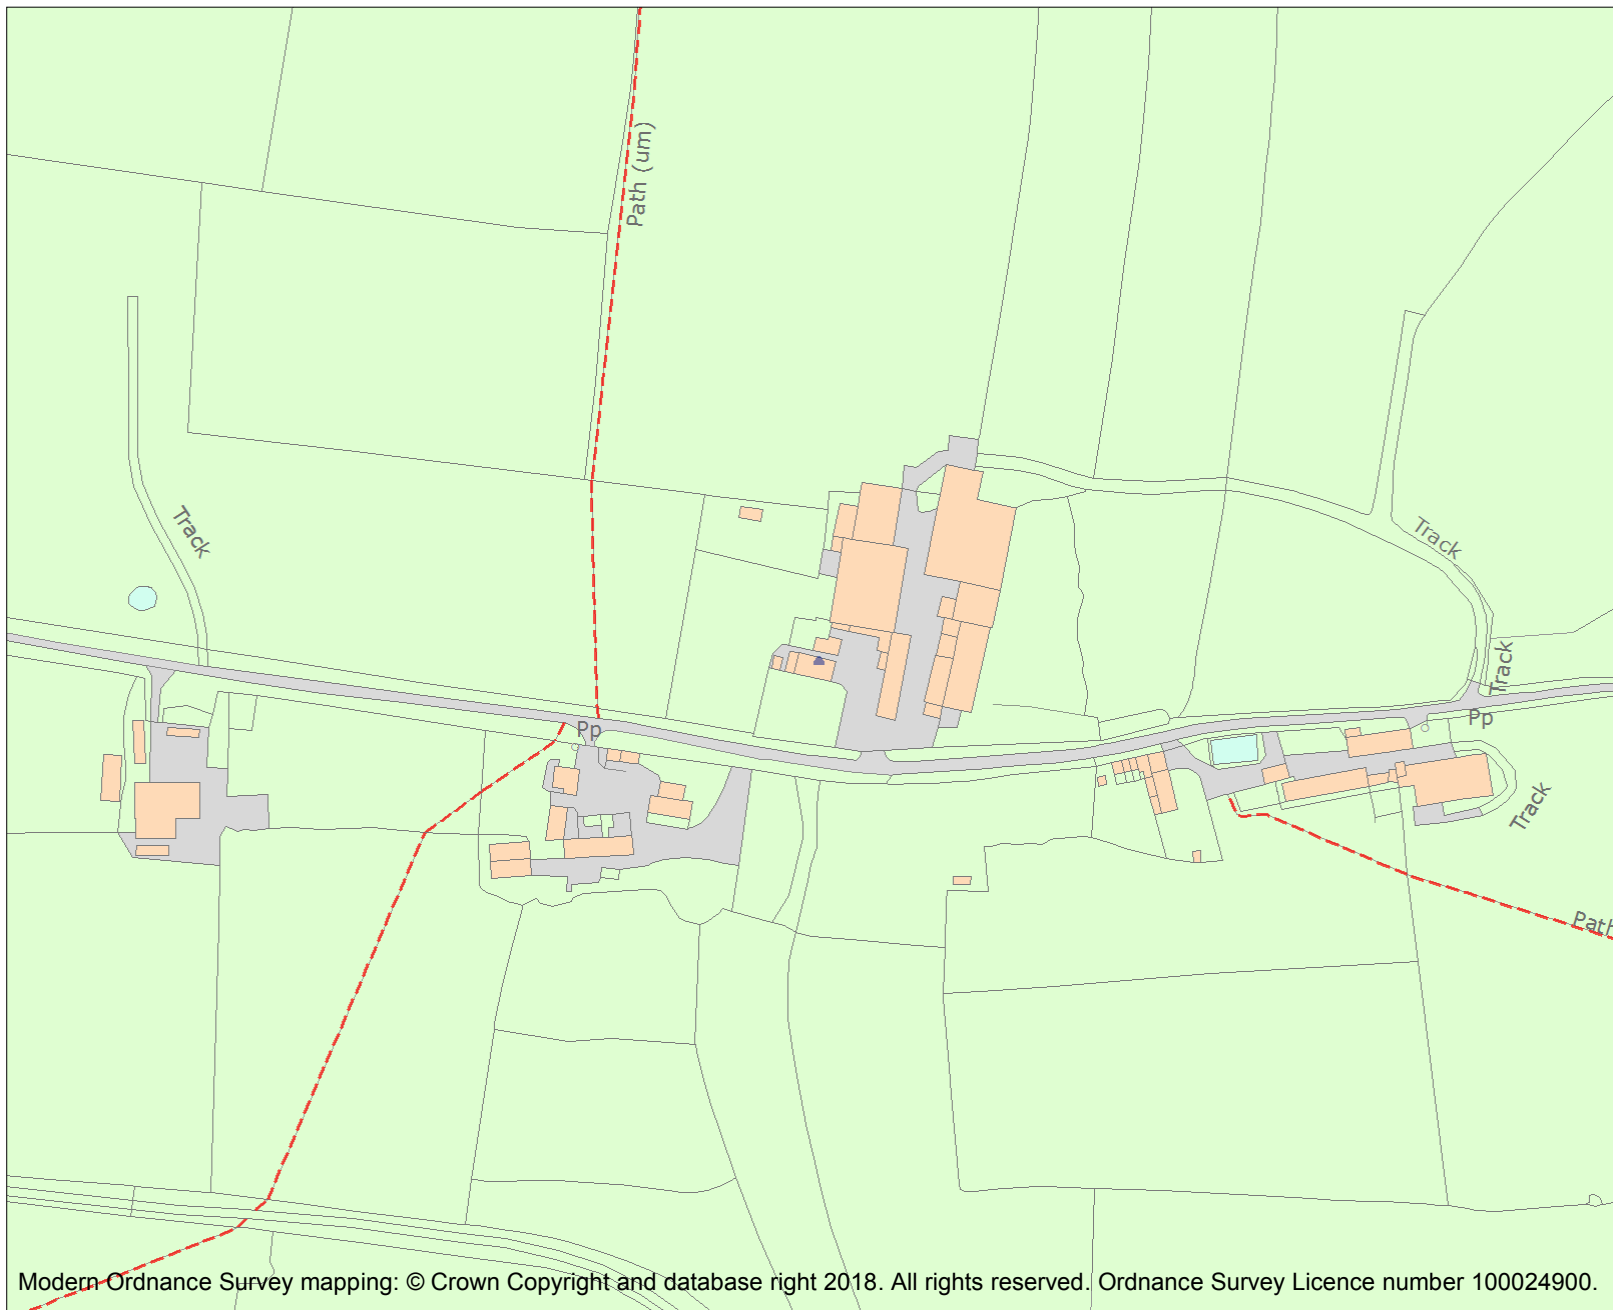 Path (um)
Track
Track
Track
Pp
Pp
Track
Path
Modern Ordnance Survey mapping: © Crown Copyright and database right 2018. All rights reserved. Ordnance Survey Licence number 100024900.